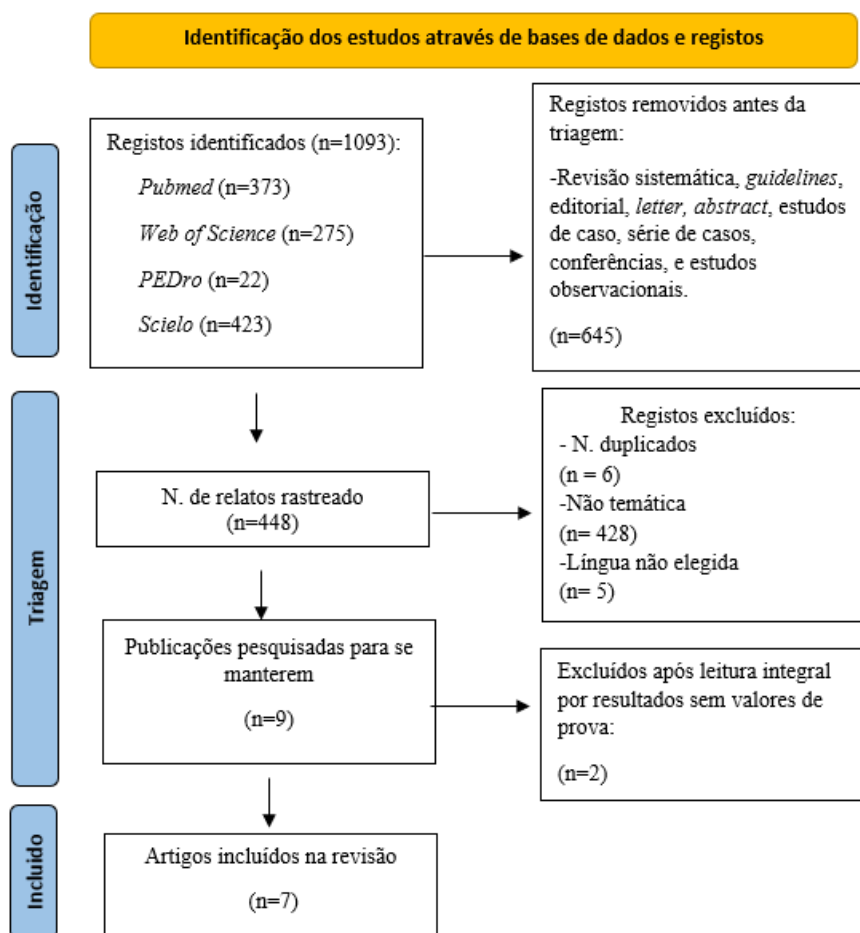 Identificação dos estudos através de bases de dados e registos
Identificação
Registos identificados (n=1093):
Pubmed (n=373)
Web of Science (n=275)
PEDro (n=22)
Scielo (n=423)
Registos removidos antes da
triagem:
-Revisão sistemática, guidelines,
editorial, letter, abstract, estudos
de caso, série de casos,
conferências, e estudos
observacionais.
(n=645)
Triagem
N. de relatos rastreado
(n=448)
Registos excluídos:
- N. duplicados
(n = 6)
-Não temática
(n= 428)
-Língua não elegida
(n= 5)
Publicações pesquisadas para se
manterem
(n=9)
Excluídos após leitura integral
por resultados sem valores de
prova:
(n=2)
Incluido
Artigos incluídos na revisão
(n=7)